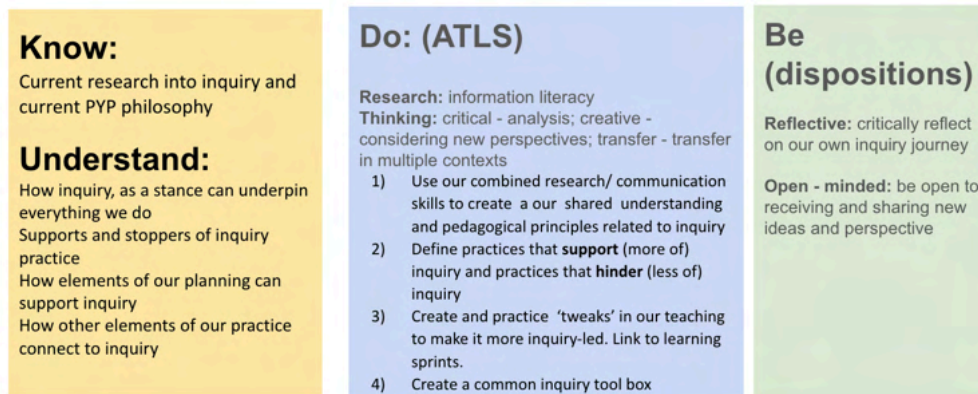 Know:
Current research into inquiry and
current PYP philosophy
Understand:
How inquiry, as a stance can underpin
everything we do
Supports and stoppers of inquiry
practice
How elements of our planning can
support inquiry
How other elements of our practice
connect to inquiry
Do: (ATLS)
Research: information literacy
Thinking: critical - analysis; creative -
considering new perspectives; transfer - transfer
in multiple contexts
1) Use our combined research/ communication
skills to create a our shared understanding
and pedagogical principles related to inquiry
2) Define practices that support (more of)
inquiry and practices that hinder (less of)
inquiry
3) Create and practice ‘tweaks’ in our teaching
to make it more inquiry-led. Link to learning
sprints.
4) Create a common inquiry tool box
Be
(dispositions)
Reflective: critically reflect
on our own inquiry journey
Open - minded: be open to
receiving and sharing new
ideas and perspective